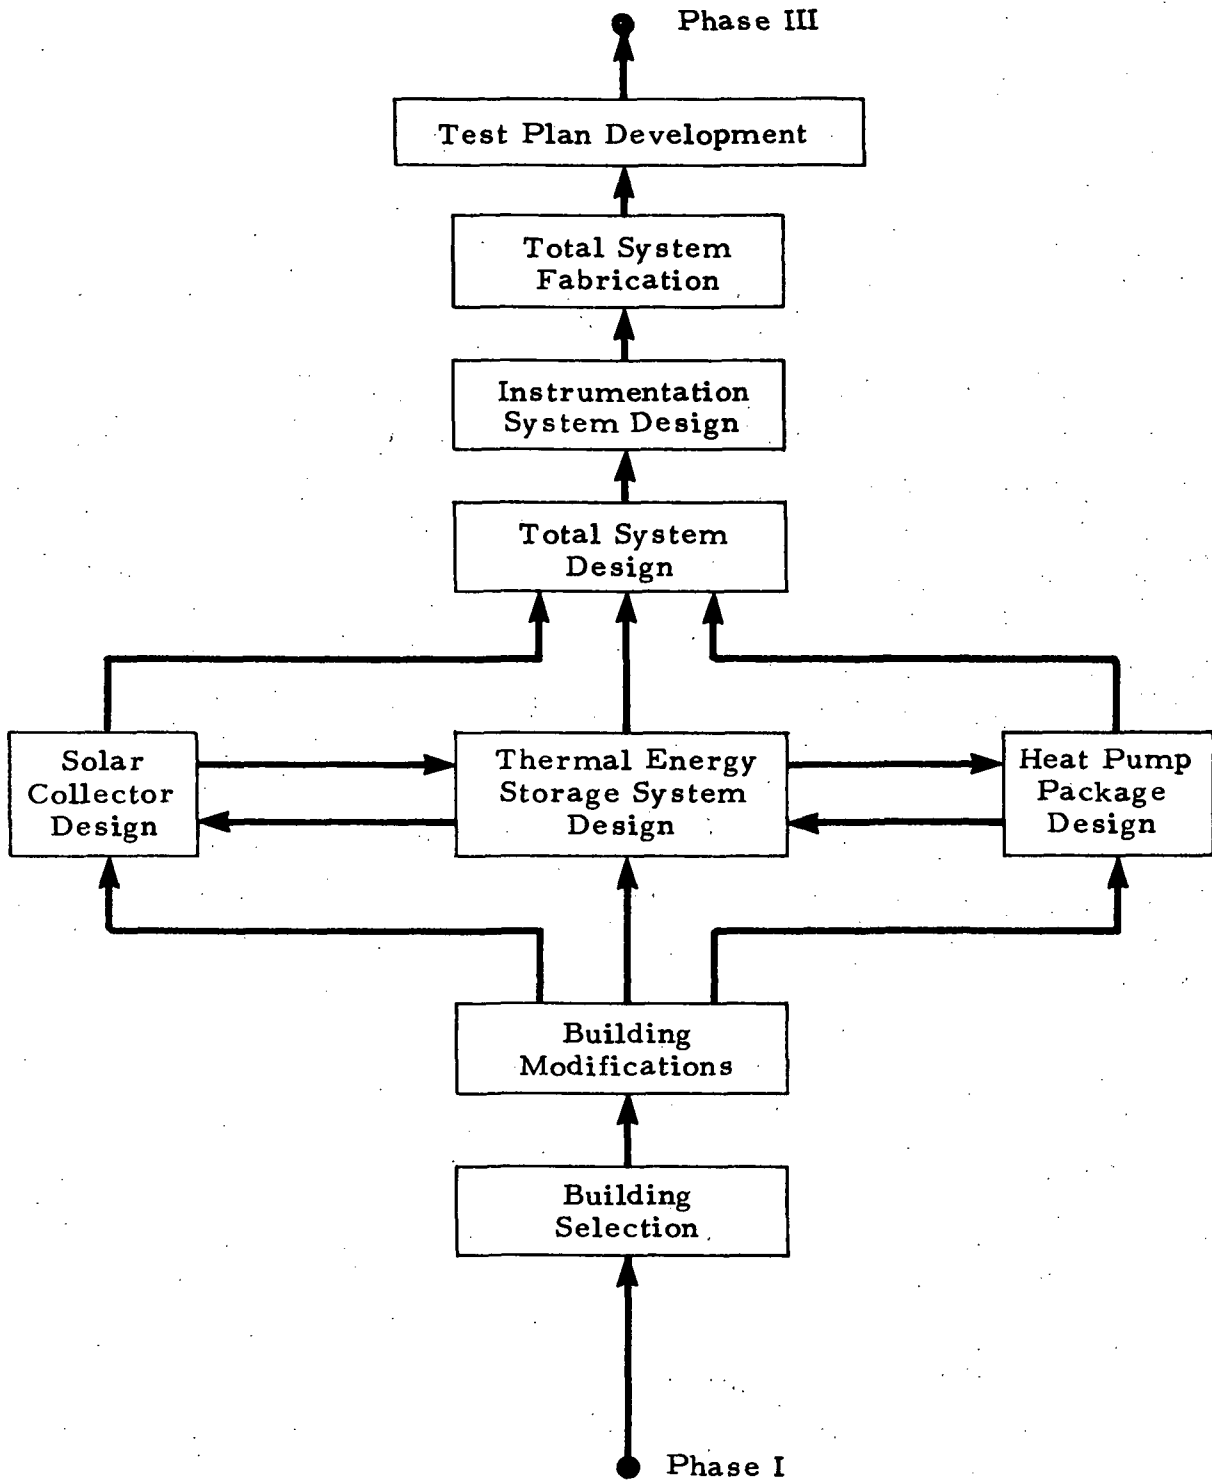 Phase III
Test Plan Development
Total System
Fabrication
Instrumentation
System Design
Total System
Design
Solar
Collector
Design
Thermal Energy
Storage System
Design
Heat Pump
Package
Design
Building
Modifications
Building
Selection
Phase I